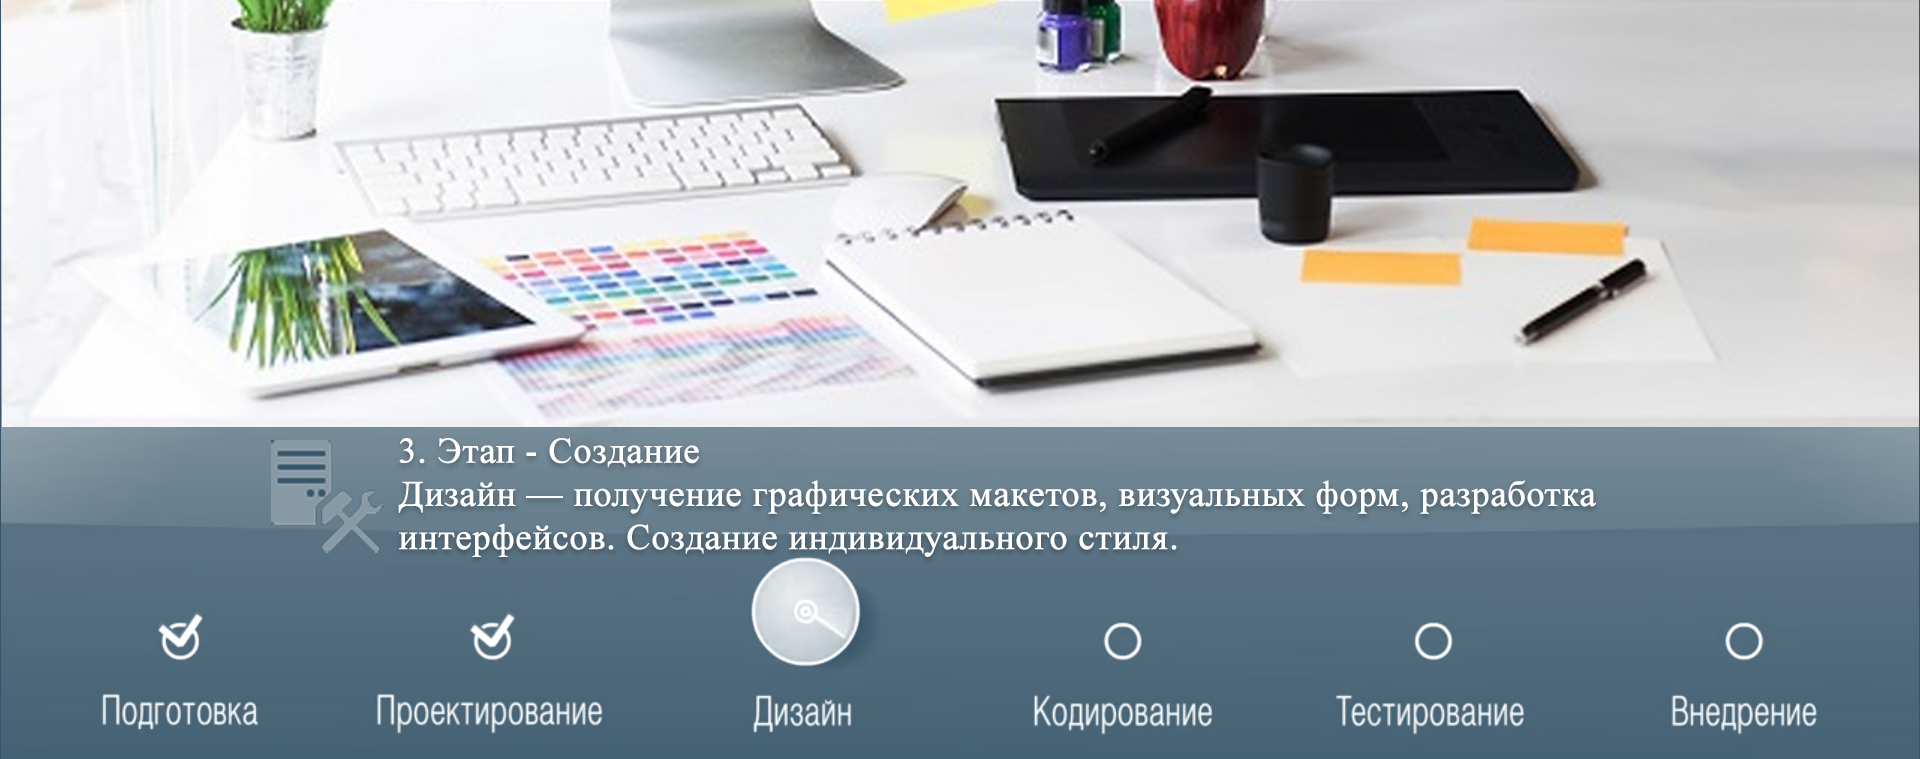 3. Этап - Создание
Дизайн — получение графических макетов, визуальных форм, разработка
интерфейсов. Создание индивидуального стиля.
Подготовка
Проектирование
Дизайн
Кодирование
Тестирование
Внедрение